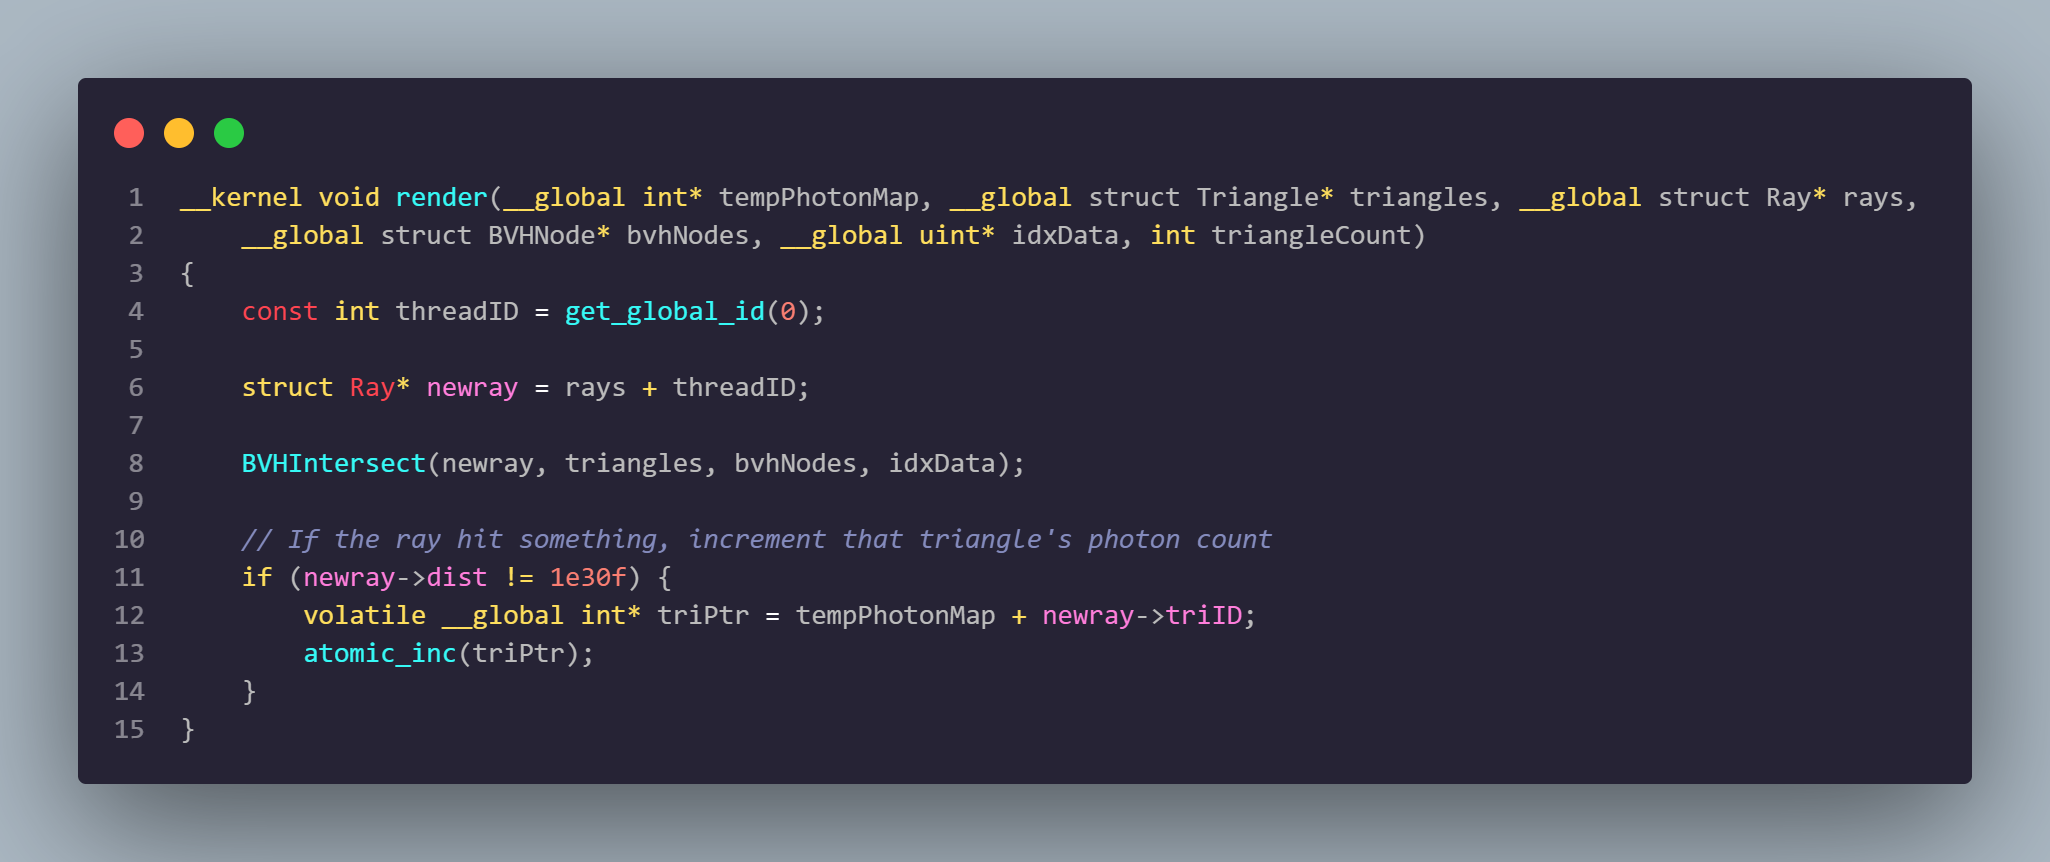 1 __kernel void render(__global int* tempPhotonMap, __global struct Triangle* triangles, __global struct Ray* rays,
2     __global struct BVHNode* bvhNodes, __global uint* idxData, int triangleCount)
3 {
4     const int threadID = get_global_id(0);
5
6     struct Ray* newray = rays + threadID;
7
8     BVHIntersect(newray, triangles, bvhNodes, idxData);
9
10     // If the ray hit something, increment that triangle's photon count
11     if (newray->dist != 1e30f) {
12         volatile __global int* triPtr = tempPhotonMap + newray->triID;
13         atomic_inc(triPtr);
14     }
15 }